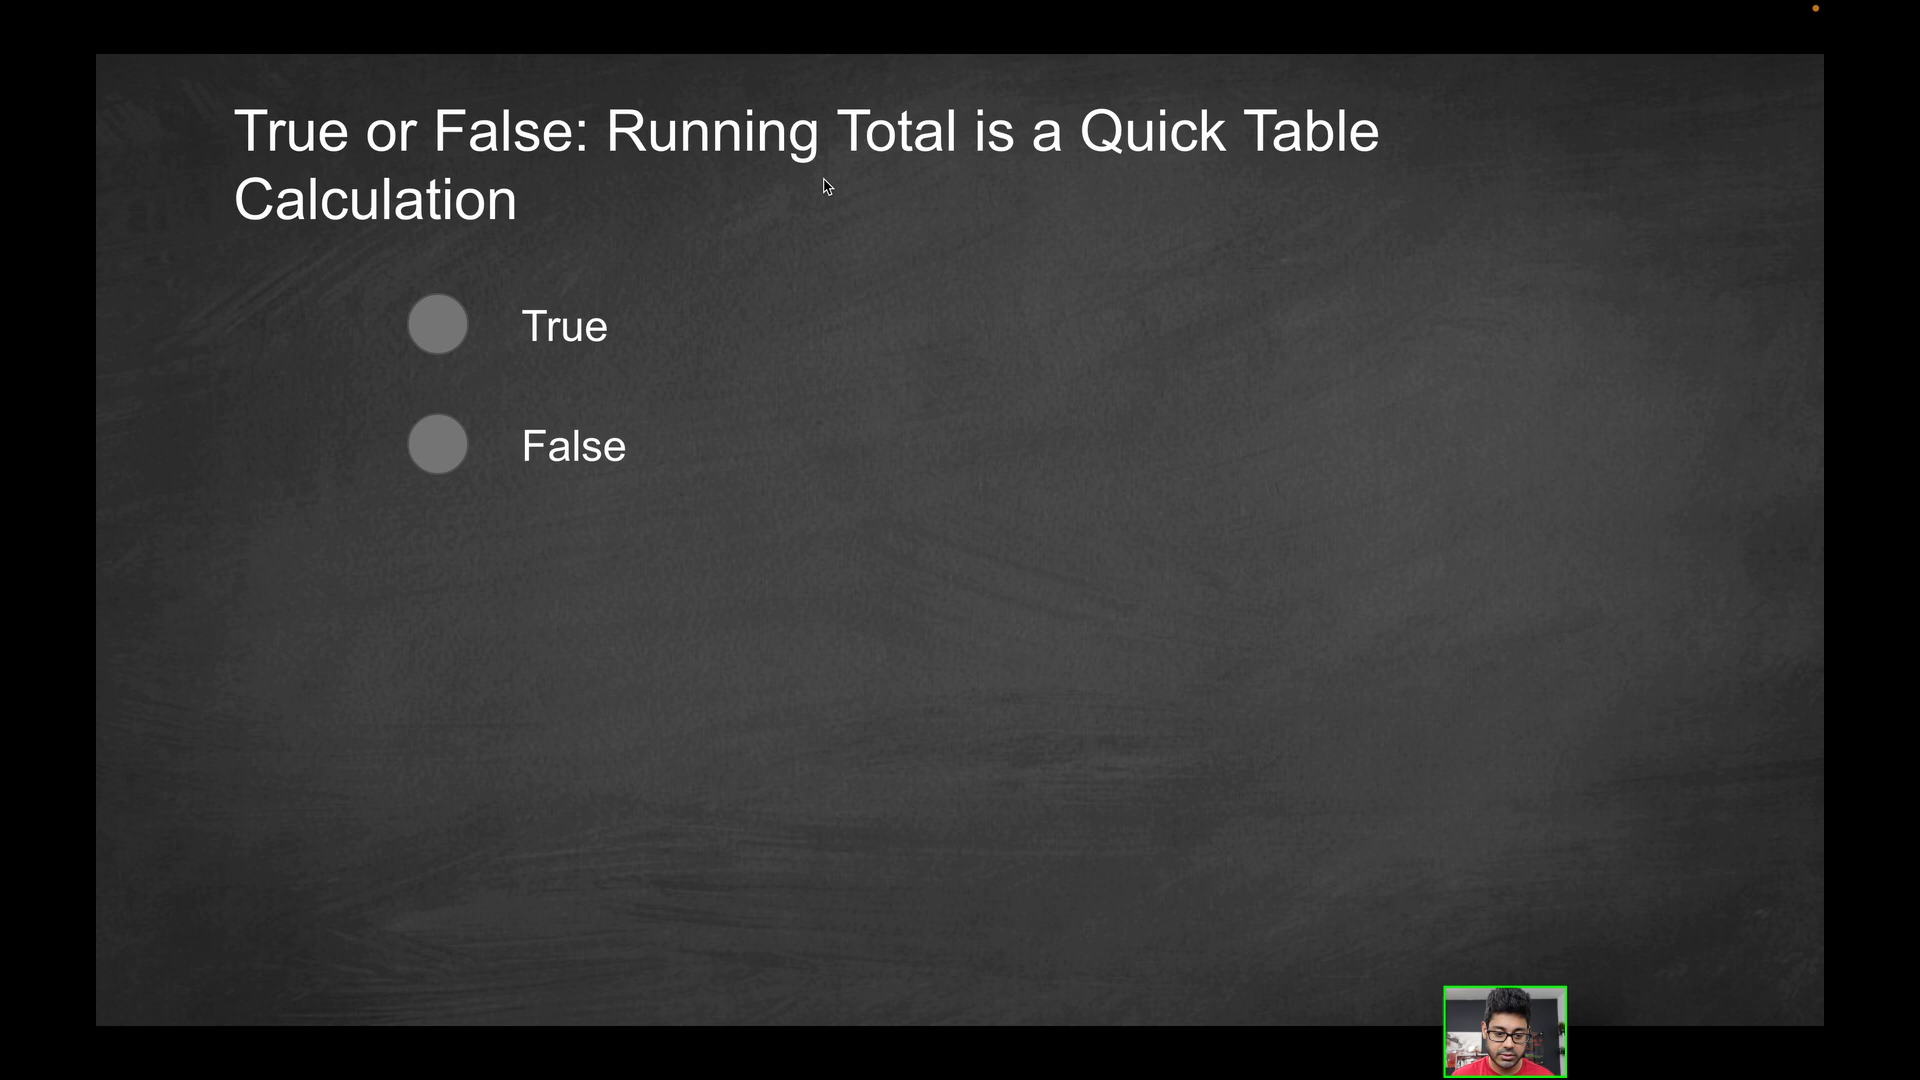 True or False: Running Total is a Quick Table
Calculation
True
False